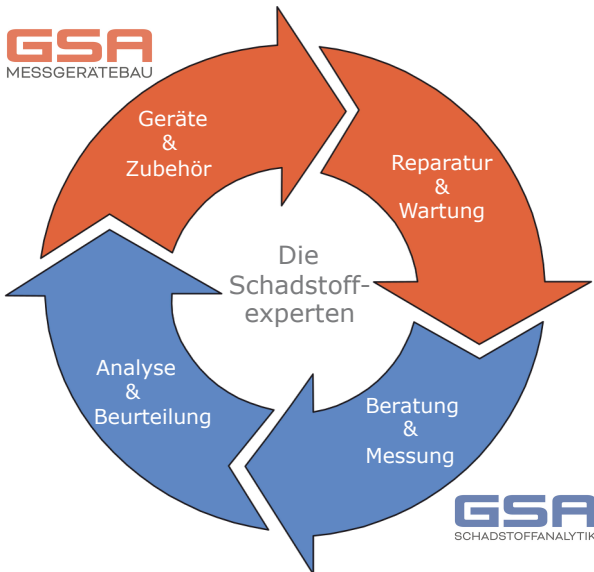 GSA
MESSGERÄTEBAU
Geräte
&
Zubehör
Reparatur
&
Wartung
Die
Schadstoff-
experten
Analyse
&
Beurteilung
Beratung
&
Messung
GSA
SCHADSTOFFANALYTIK